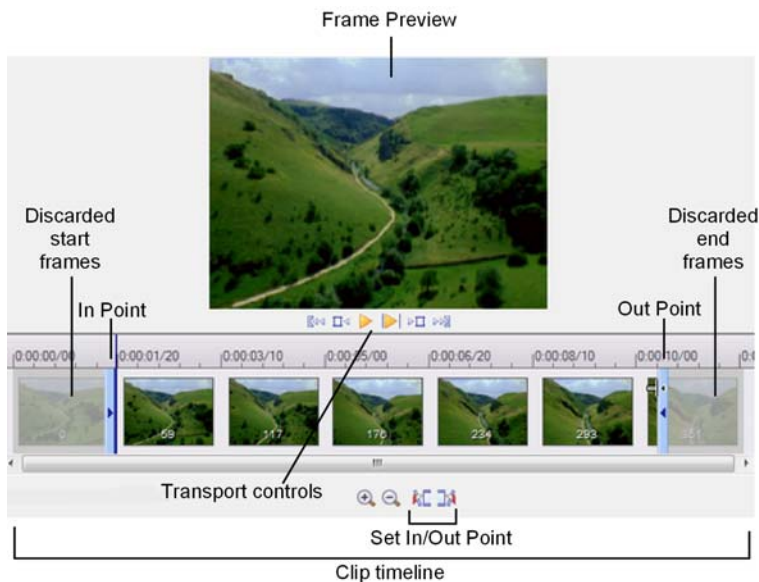 Frame Preview
Discarded
start
frames
Discarded
end
frames
In Point
Out Point
0:00:00/00 0:00:01/20 0:00:03/10 0:00:05/00 0:00:06/20 0:00:08/10 0:00:10/00
0 59 117 176 234 293 351
Transport controls
Set In/Out Point
Clip timeline